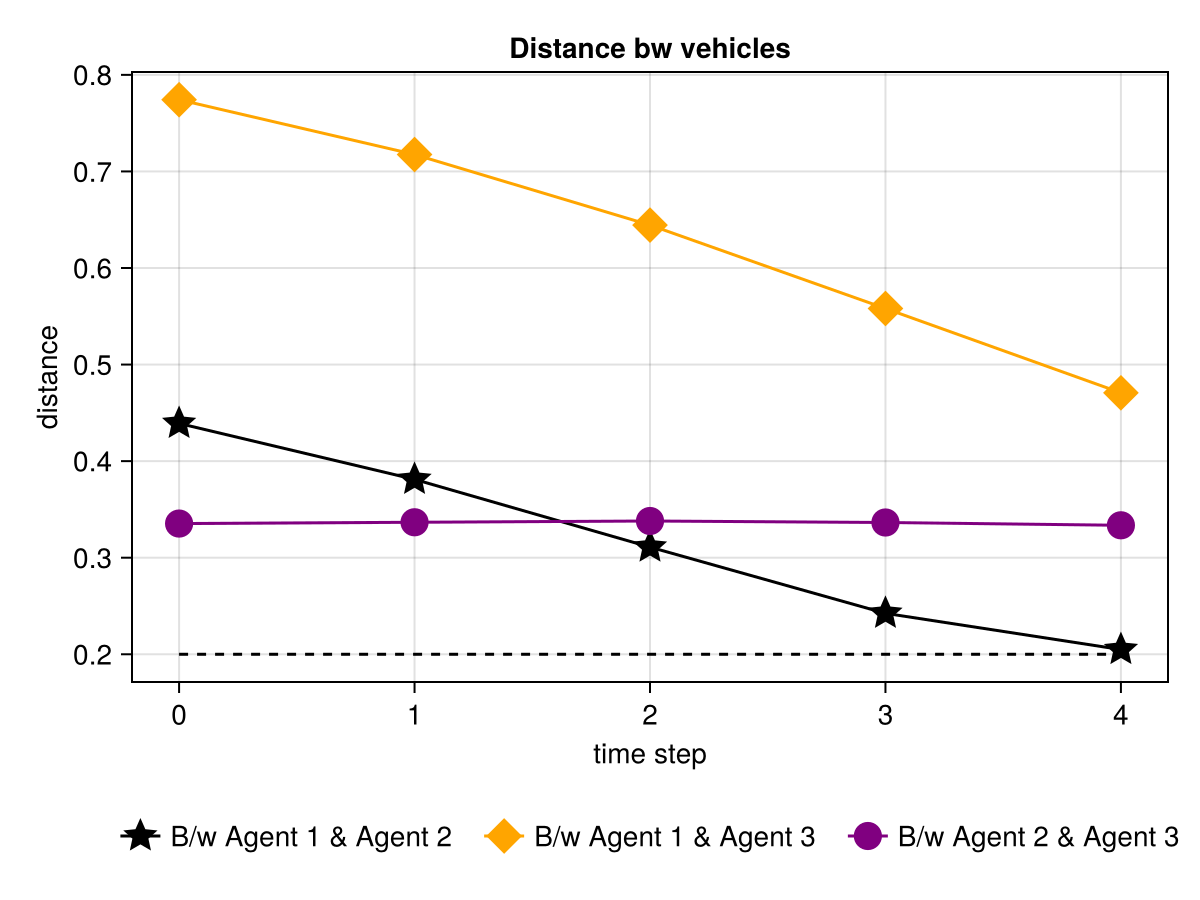 Distance bw vehicles
0.8
0.7
0.6
0.5
0.4
0.3
0.2
distance
0 1 2 3 4
time step
B/w Agent 1 & Agent 2 B/w Agent 1 & Agent 3 B/w Agent 2 & Agent 3